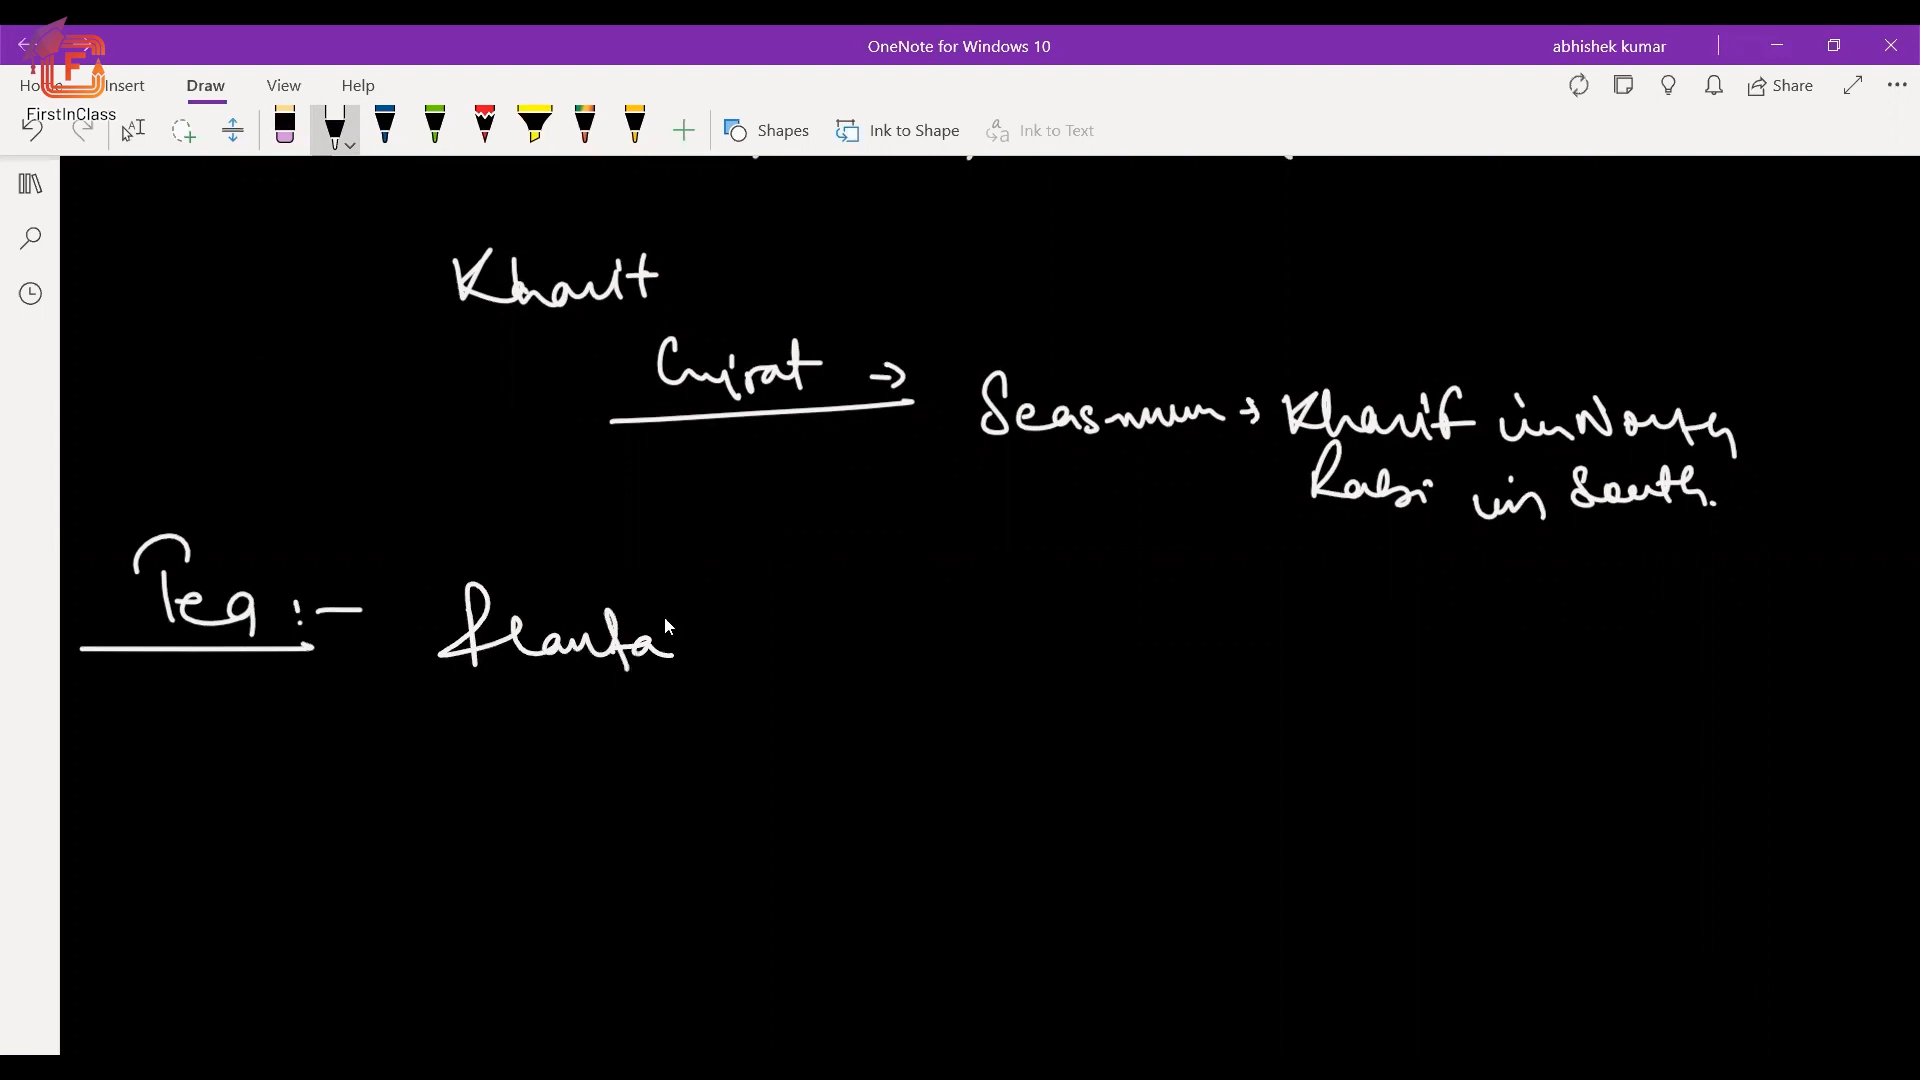 OneNote for Windows 10
abhishek kumar
Home Insert Draw View Help
Share
FirstInClass
Shapes Ink to Shape Ink to Text
Kharif
Gujrat →
Seasmum → Kharif in North
Rabi in South.
Tea :-
Planta